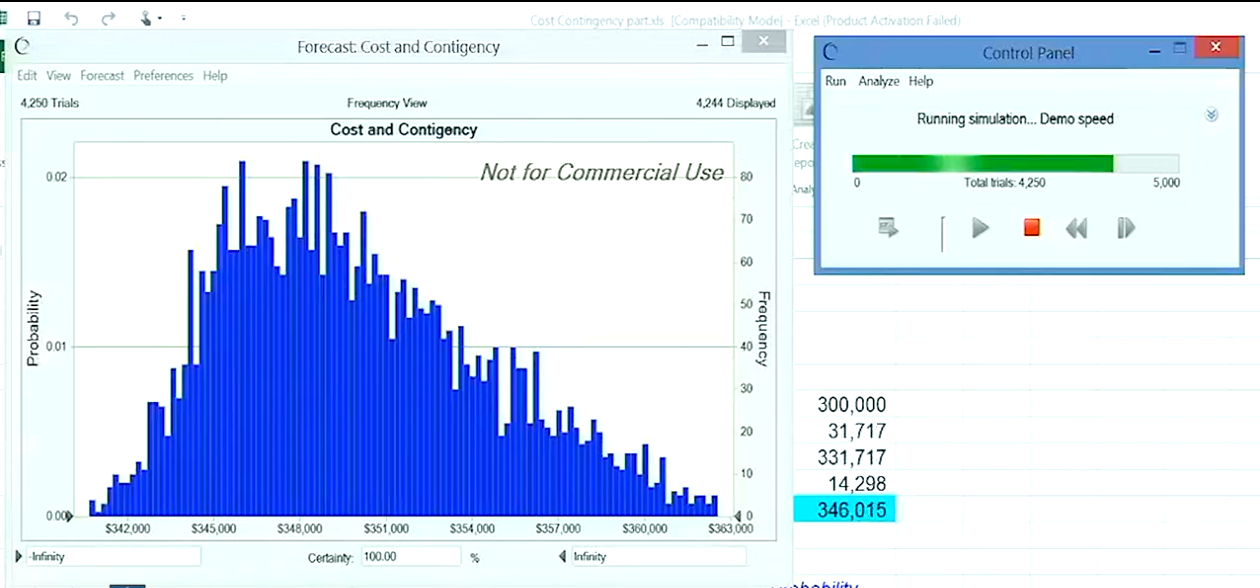 Cost Contingency part.xls [Compatibility Mode] - Excel (Product Activation Failed)
Forecast: Cost and Contigency
Edit View Forecast Preferences Help
4,250 Trials
Frequency View
4,244 Displayed
Cost and Contigency
Not for Commercial Use
0.02
0.01
0.00
Probability
80
70
60
50
40
30
20
10
0
Frequency
$342,000 $345,000 $348,000 $351,000 $354,000 $357,000 $360,000 $363,000
-Infinity
Certainty: 100.00 %
Infinity
Control Panel
Run Analyze Help
Running simulation... Demo speed
0
Total trials: 4,250
5,000
300,000
31,717
331,717
14,298
346,015